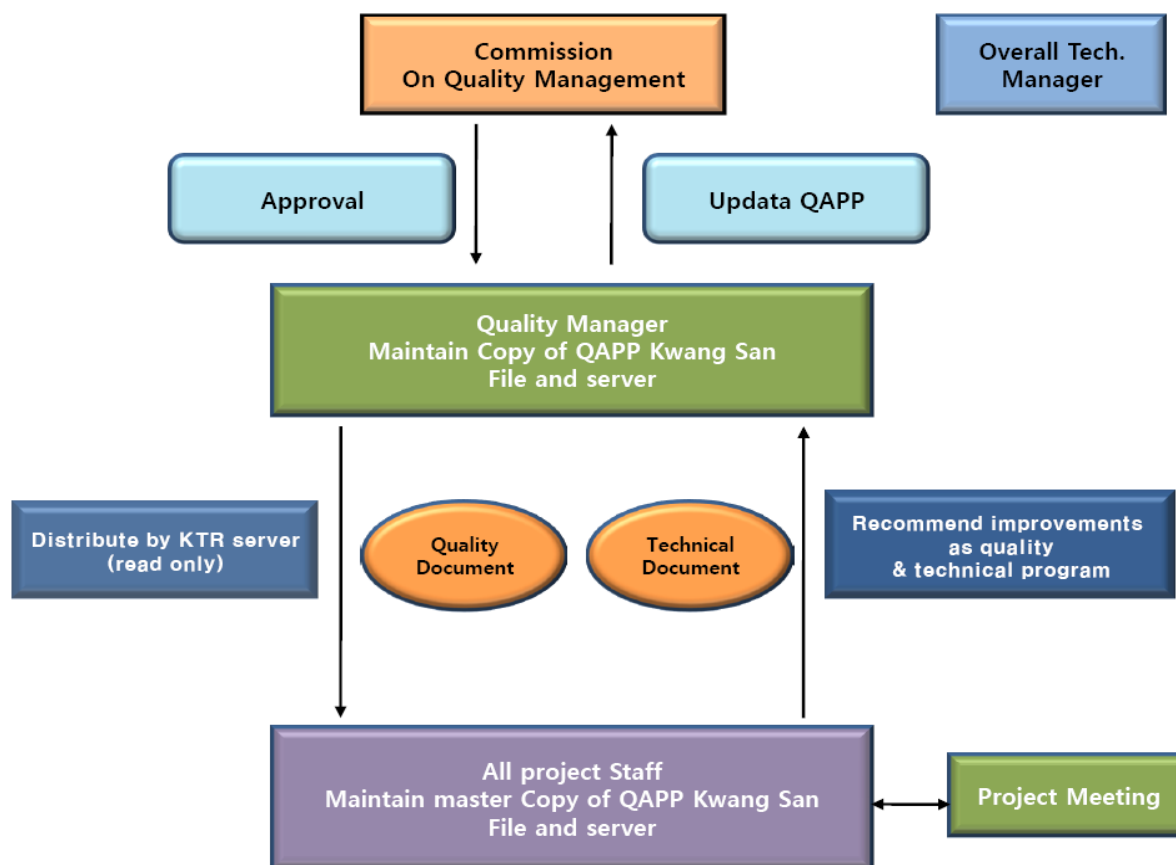 Commission
On Quality Management
Overall Tech.
Manager
Approval
Updata QAPP
Quality Manager
Maintain Copy of QAPP Kwang San
File and server
Distribute by KTR server
(read only)
Quality
Document
Technical
Document
Recommend improvements
as quality
& technical program
All project Staff
Maintain master Copy of QAPP Kwang San
File and server
Project Meeting